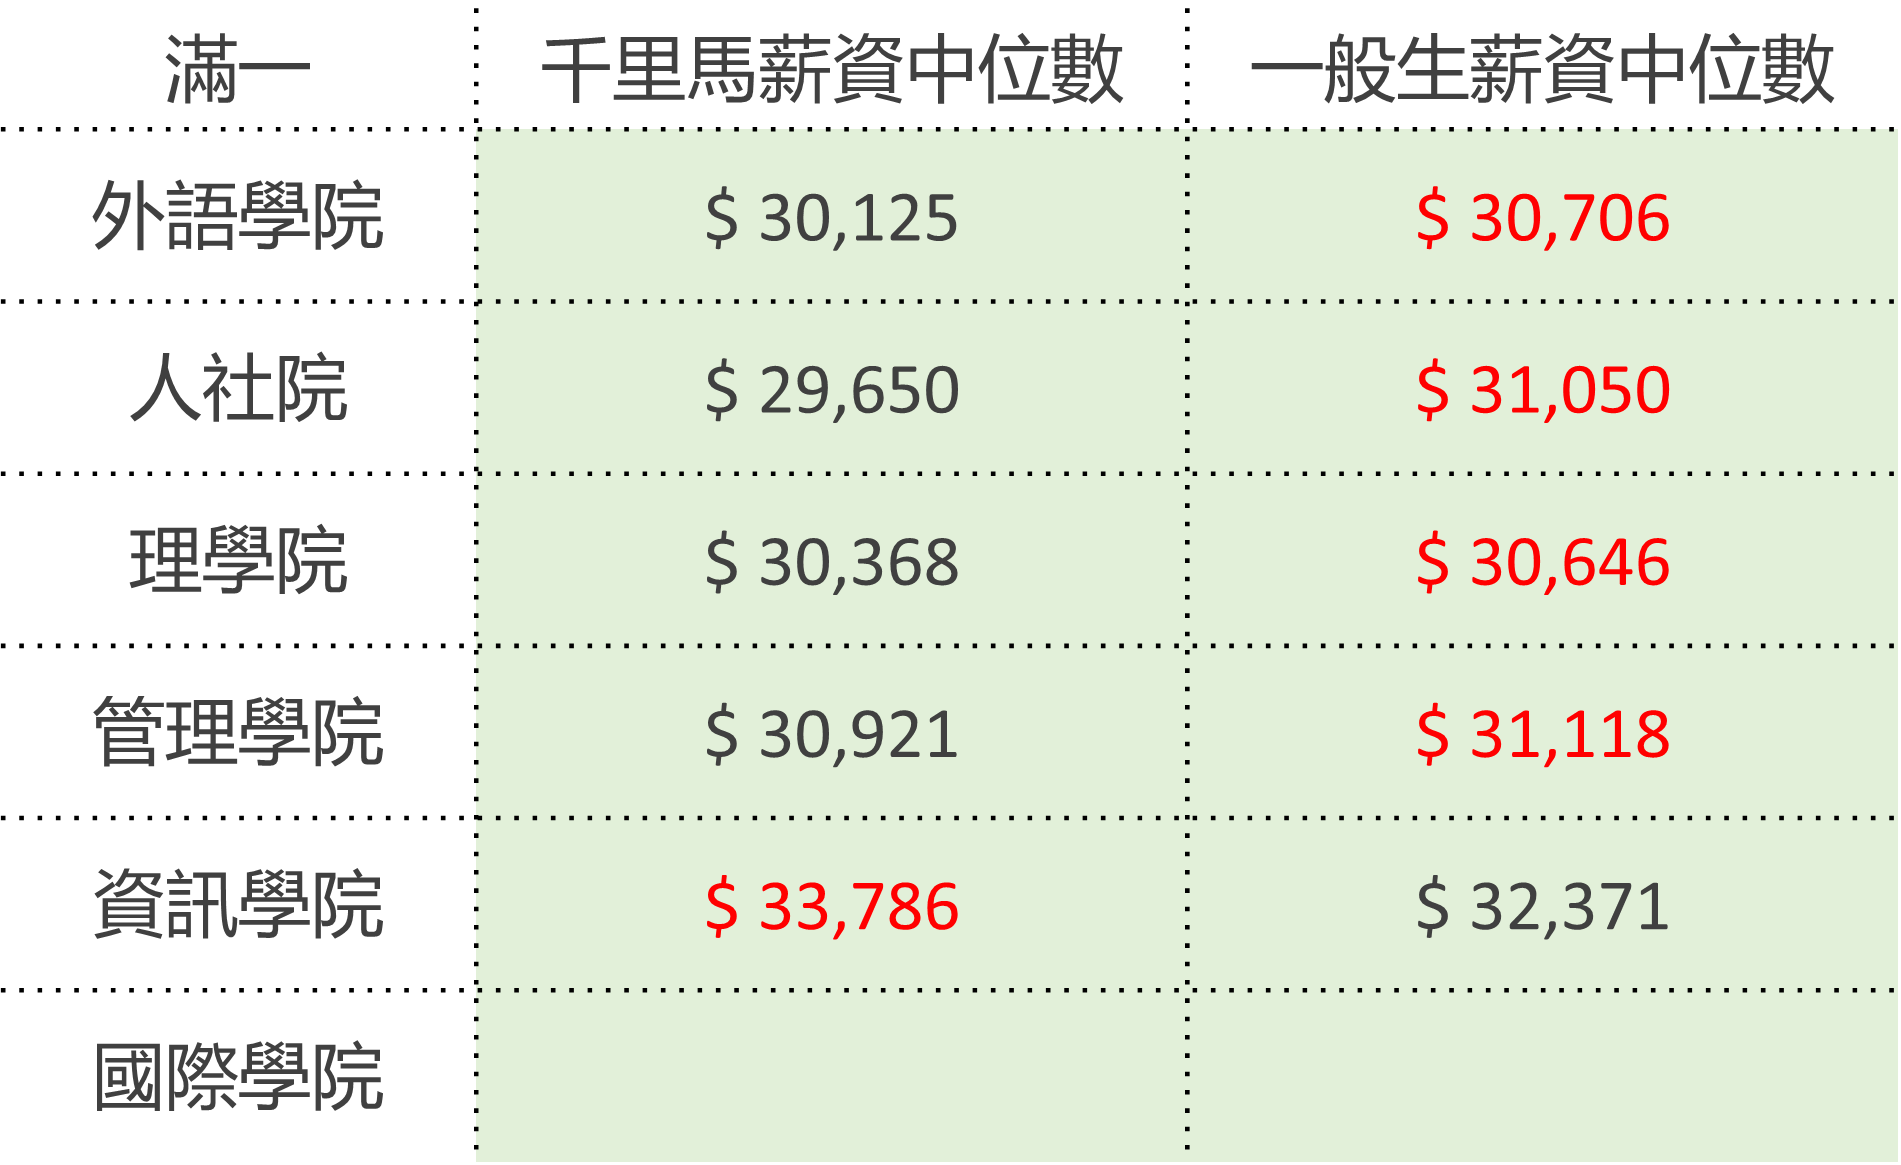 滿一 千里馬薪資中位數 一般生薪資中位數
外語學院 $ 30,125 $ 30,706
人社院 $ 29,650 $ 31,050
理學院 $ 30,368 $ 30,646
管理學院 $ 30,921 $ 31,118
資訊學院 $ 33,786 $ 32,371
國際學院